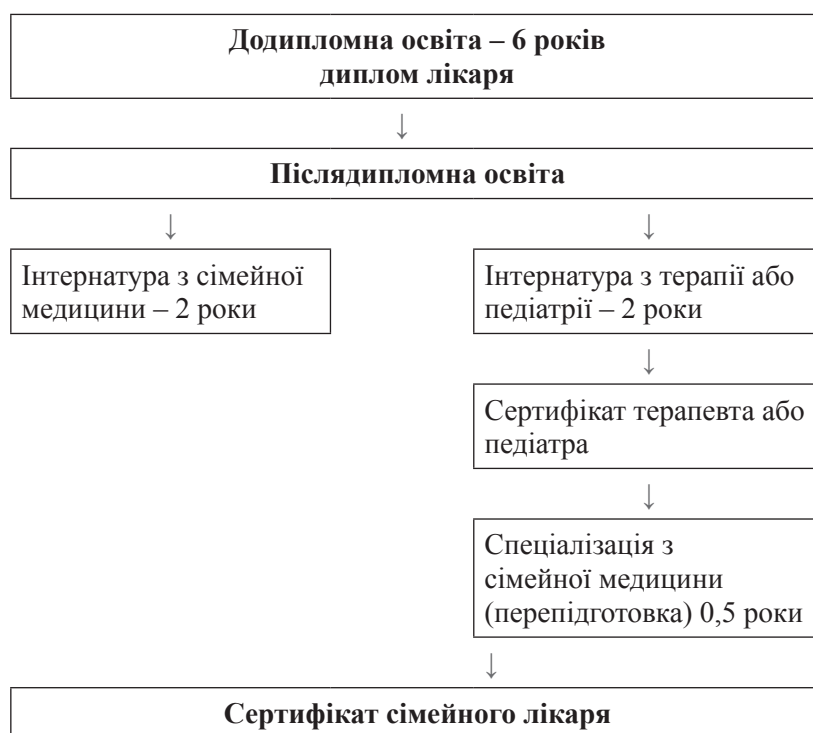 Додипломна освіта – 6 років
диплом лікаря
↓
Післядипломна освіта
↓
↓
Інтернатура з сімейної
медицини – 2 роки
Інтернатура з терапії або
педіатрії – 2 роки
↓
Сертифікат терапевта або
педіатра
↓
Спеціалізація з
сімейної медицини
(перепідготовка) 0,5 роки
↓
Сертифікат сімейного лікаря